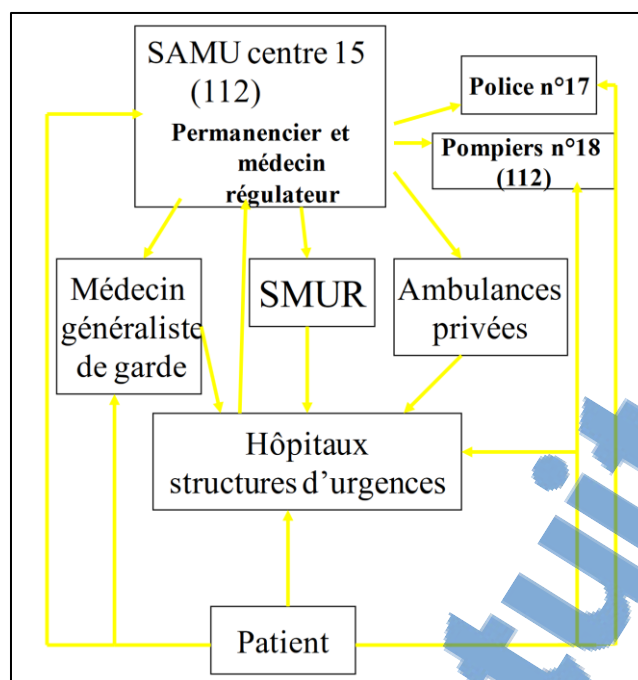 SAMU centre 15
(112)
Permanencier et
médecin
régulateur
Police n°17
Pompiers n°18
(112)
Médecin
généraliste
de garde
SMUR
Ambulances
privées
Hôpitaux
structures d'urgences
Patient
tuit